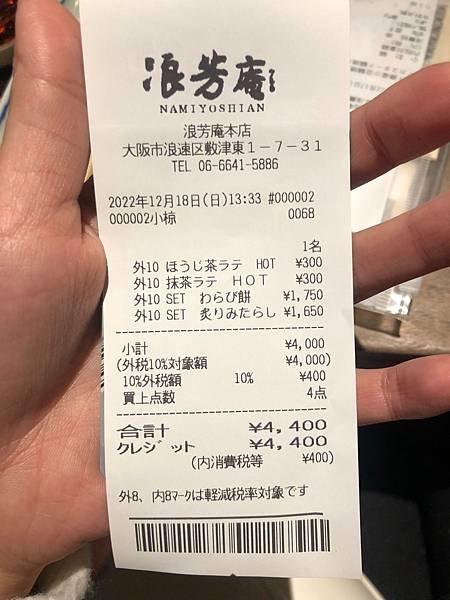 浪芳庵
NAMIYOSHIAN
浪芳庵本店
大阪市浪速区敷津東1-7-31
TEL 06-6641-5886
2022年12月18日(日)13:33 #000002
000002小椋 0068
1名
外10 ほうじ茶ラテ HOT ¥300
外10 抹茶ラテ HOT ¥300
外10 SET わらび餅 ¥1,750
外10 SET 炙りみたらし ¥1,650
小計 ¥4,000
(外税10%対象額 ¥4,000)
10%外税額 10% ¥400
買上点数 4点
合計 ¥4,400
クレジット ¥4,400
(内消費税等 ¥400)
外8、内8マークは軽減税率対象です